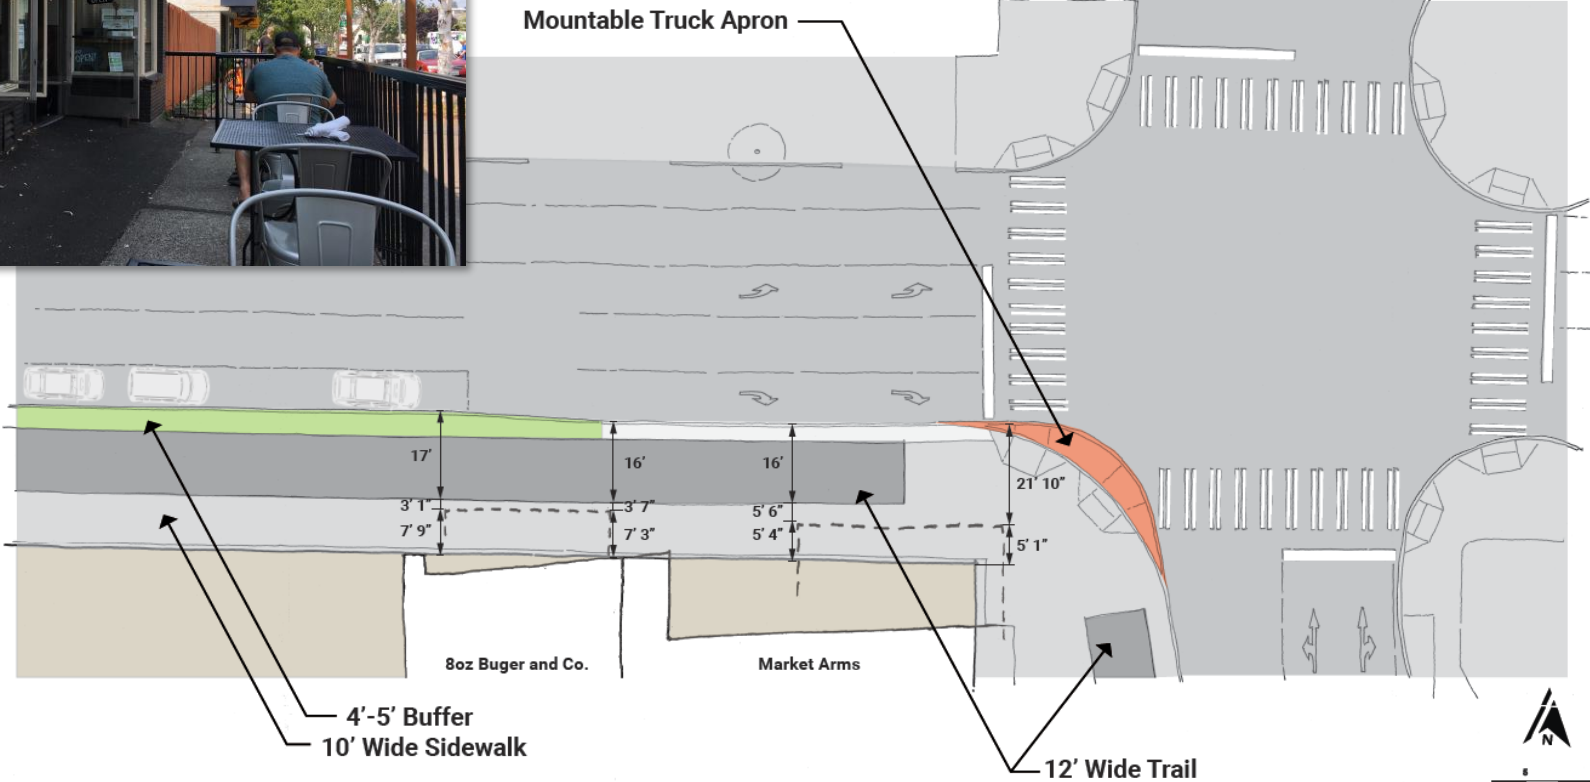 OPEN!
Mountable Truck Apron
17’
16’
16’
21’ 10”
3’ 1”
3’ 7”
5’ 6”
7’ 9”
7’ 3”
5’ 4”
5’ 1”
8oz Buger and Co.
Market Arms
4’-5’ Buffer
10’ Wide Sidewalk
12’ Wide Trail
N